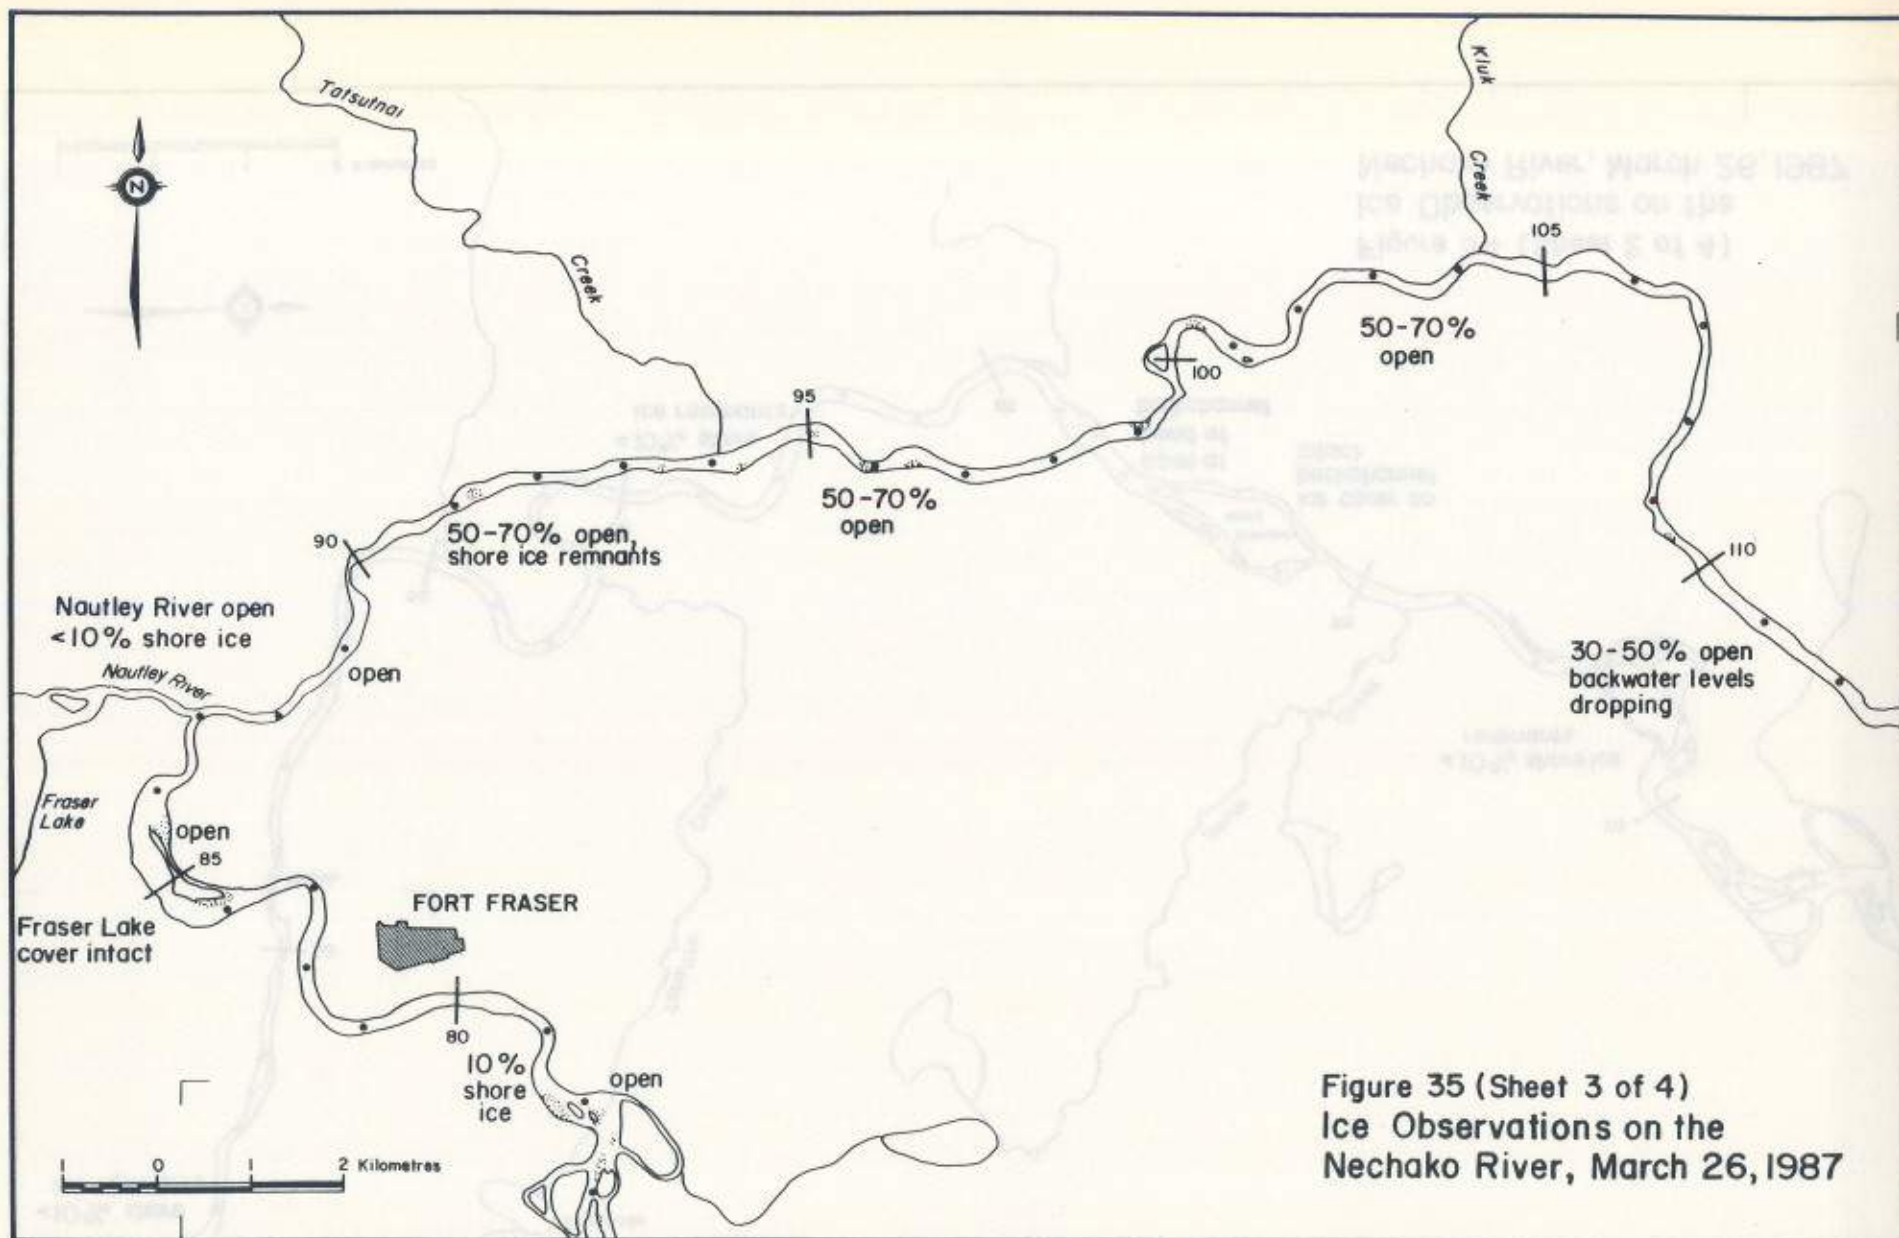 Tatsutnai
Creek
Kluk
Creek
N
105
50-70%
open
100
95
50-70%
open
50-70% open,
shore ice remnants
90
110
Nautley River open
<10% shore ice
Nautley River
open
30-50% open
backwater levels
dropping
Fraser
Lake
open
85
Fraser Lake
cover intact
FORT FRASER
80
10%
shore
ice
open
1 0 1 2 Kilometres
Figure 35 (Sheet 3 of 4)
Ice Observations on the
Nechako River, March 26, 1987